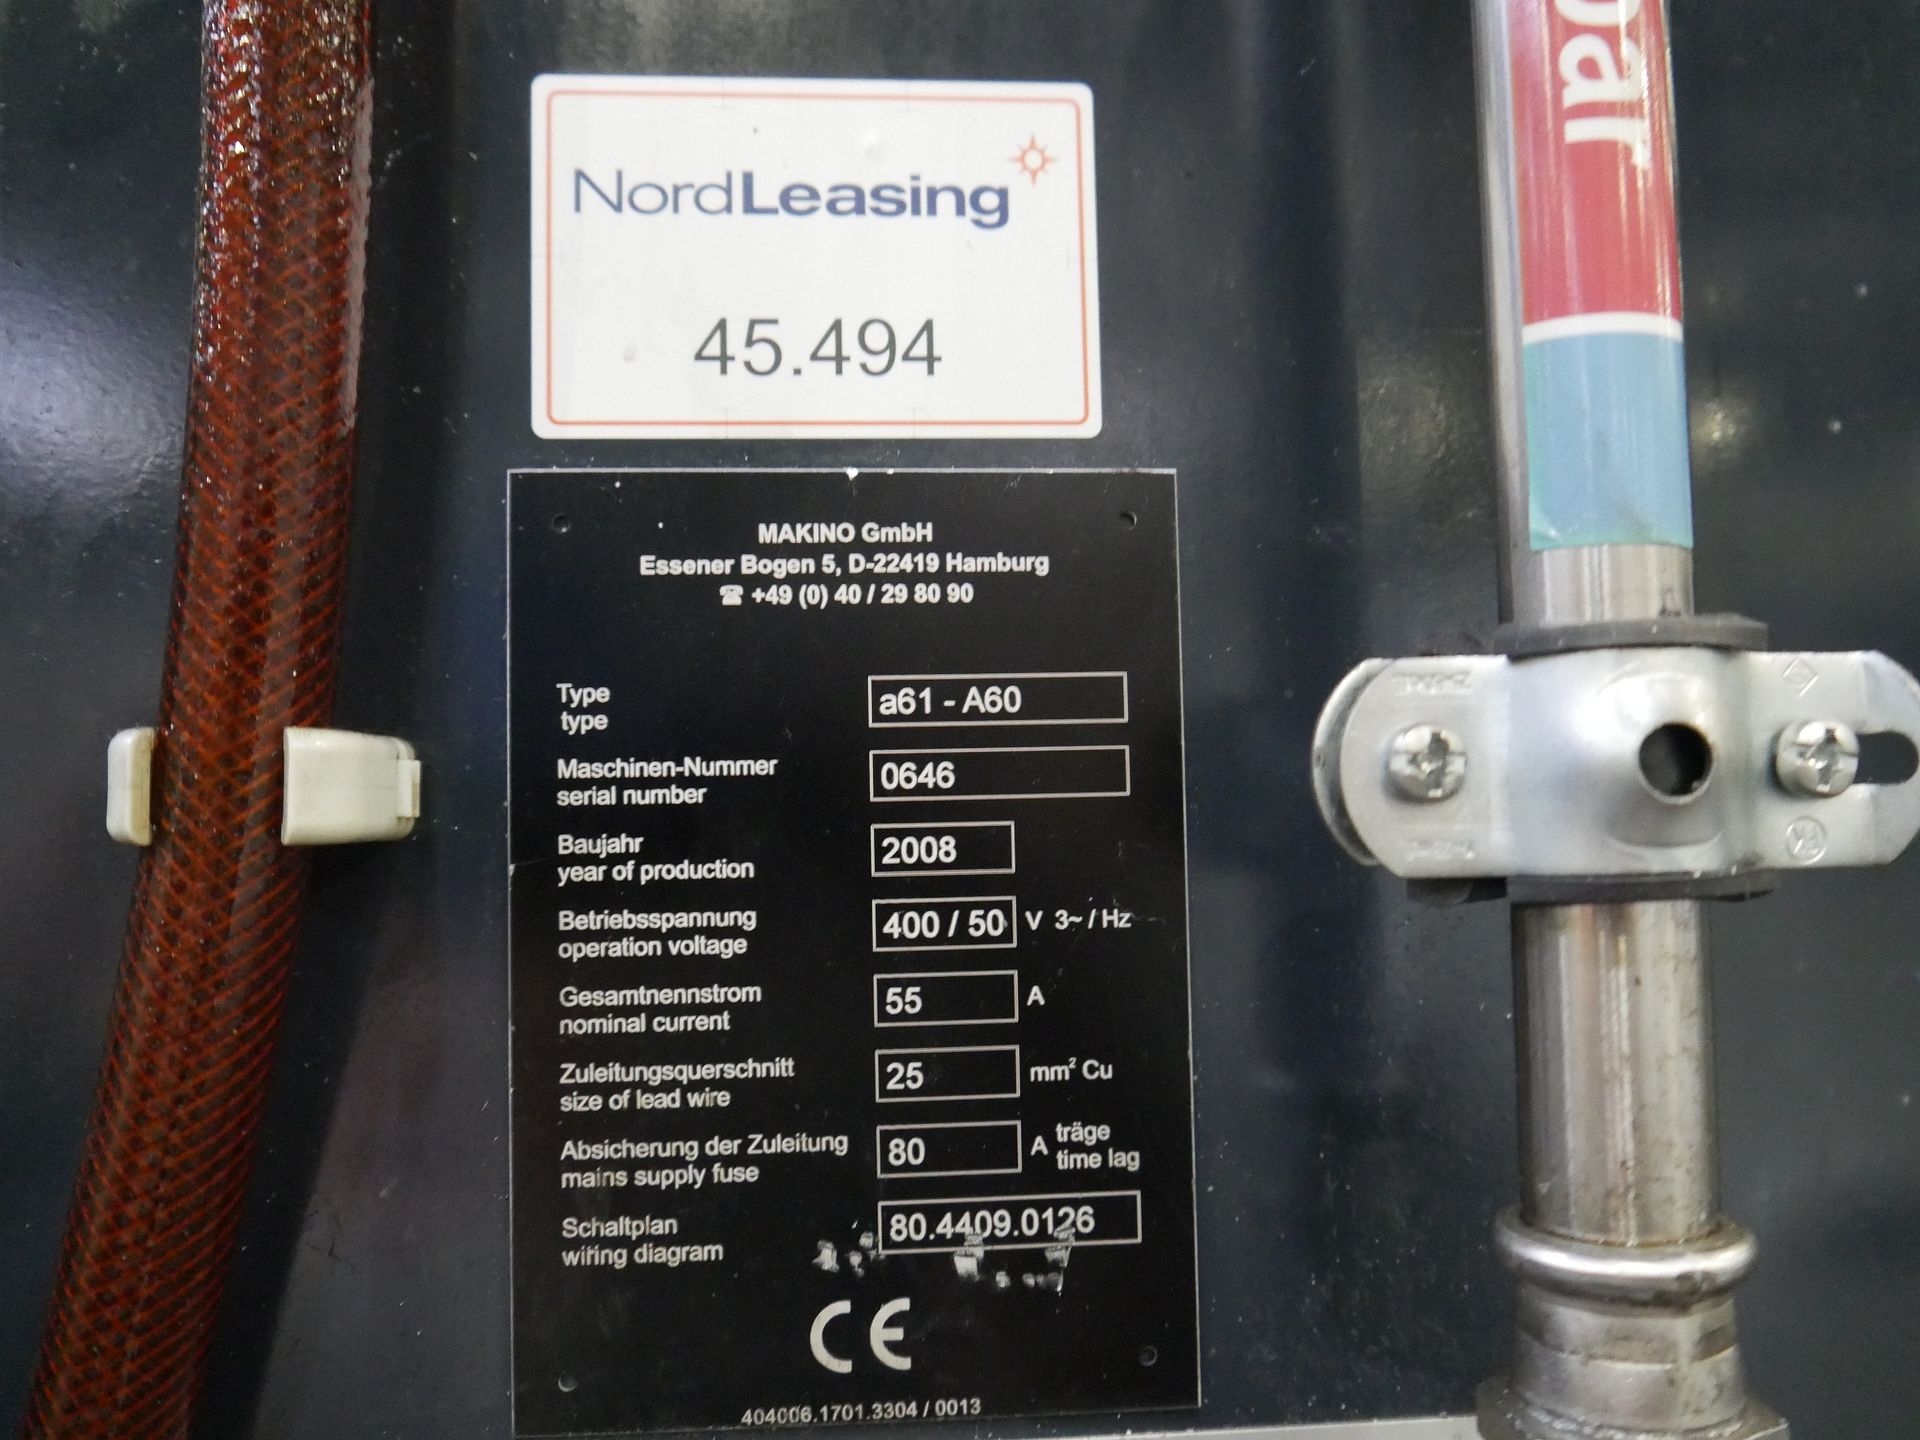 NordLeasing
45.494
bar
MAKINO GmbH
Essener Bogen 5, D-22419 Hamburg
☎ +49 (0) 40 / 29 80 90
Type a61 - A60
type
Maschinen-Nummer 0646
serial number
Baujahr 2008
year of production
Betriebsspannung 400 / 50 V 3~ / Hz
operation voltage
Gesamtnennstrom 55 A
nominal current
Zuleitungsquerschnitt 25 mm² Cu
size of lead wire
Absicherung der Zuleitung 80 A träge
mains supply fuse time lag
Schaltplan 80.4409.0126
wiring diagram
CE
404006.1701.3304 / 0013